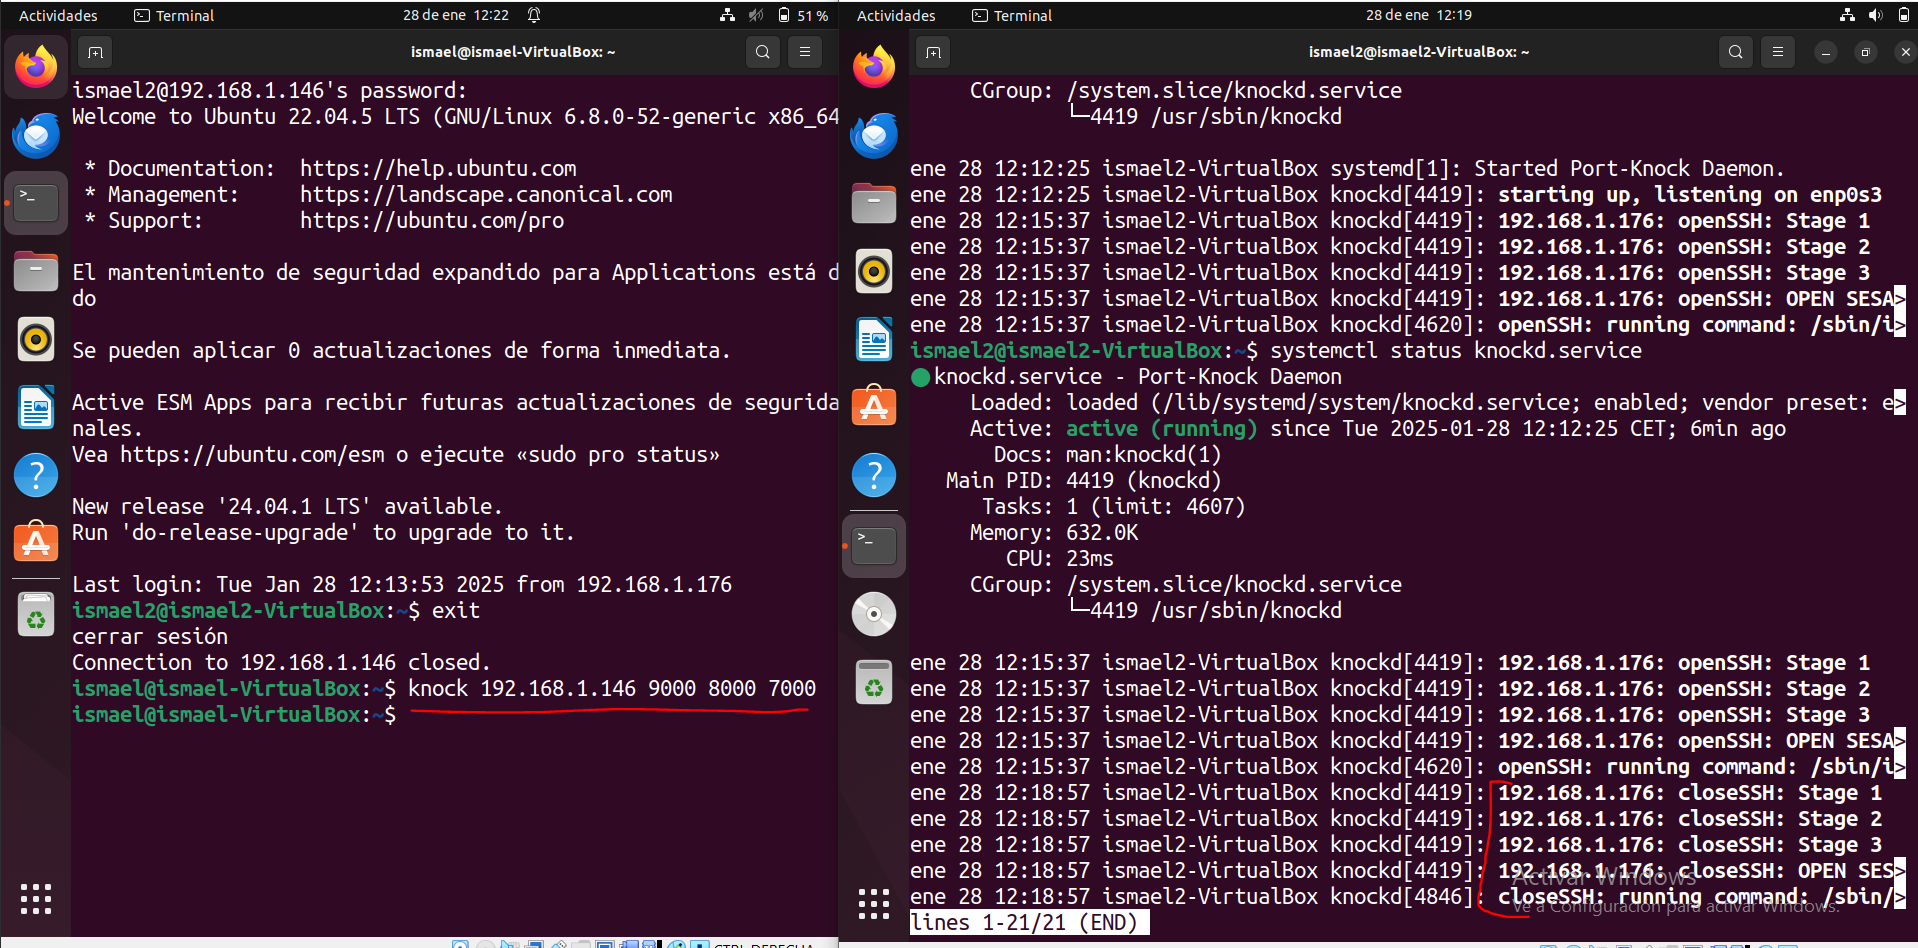 Actividades Terminal 28 de ene 12:22 51 %
ismael@ismael-VirtualBox: ~
ismael2@192.168.1.146's password:
Welcome to Ubuntu 22.04.5 LTS (GNU/Linux 6.8.0-52-generic x86_64
* Documentation: https://help.ubuntu.com
* Management: https://landscape.canonical.com
* Support: https://ubuntu.com/pro
El mantenimiento de seguridad expandido para Applications está d
do
Se pueden aplicar 0 actualizaciones de forma inmediata.
Active ESM Apps para recibir futuras actualizaciones de segurida
nales.
Vea https://ubuntu.com/esm o ejecute «sudo pro status»
New release '24.04.1 LTS' available.
Run 'do-release-upgrade' to upgrade to it.
Last login: Tue Jan 28 12:13:53 2025 from 192.168.1.176
ismael2@ismael2-VirtualBox:~$ exit
cerrar sesión
Connection to 192.168.1.146 closed.
ismael@ismael-VirtualBox:~$ knock 192.168.1.146 9000 8000 7000
ismael@ismael-VirtualBox:~$
Actividades Terminal 28 de ene 12:19
ismael2@ismael2-VirtualBox: ~
CGroup: /system.slice/knockd.service
└─4419 /usr/sbin/knockd
ene 28 12:12:25 ismael2-VirtualBox systemd[1]: Started Port-Knock Daemon.
ene 28 12:12:25 ismael2-VirtualBox knockd[4419]: starting up, listening on enp0s3
ene 28 12:15:37 ismael2-VirtualBox knockd[4419]: 192.168.1.176: openSSH: Stage 1
ene 28 12:15:37 ismael2-VirtualBox knockd[4419]: 192.168.1.176: openSSH: Stage 2
ene 28 12:15:37 ismael2-VirtualBox knockd[4419]: 192.168.1.176: openSSH: Stage 3
ene 28 12:15:37 ismael2-VirtualBox knockd[4419]: 192.168.1.176: openSSH: OPEN SESA>
ene 28 12:15:37 ismael2-VirtualBox knockd[4620]: openSSH: running command: /sbin/i>
ismael2@ismael2-VirtualBox:~$ systemctl status knockd.service
● knockd.service - Port-Knock Daemon
Loaded: loaded (/lib/systemd/system/knockd.service; enabled; vendor preset: e>
Active: active (running) since Tue 2025-01-28 12:12:25 CET; 6min ago
Docs: man:knockd(1)
Main PID: 4419 (knockd)
Tasks: 1 (limit: 4607)
Memory: 632.0K
CPU: 23ms
CGroup: /system.slice/knockd.service
└─4419 /usr/sbin/knockd
ene 28 12:15:37 ismael2-VirtualBox knockd[4419]: 192.168.1.176: openSSH: Stage 1
ene 28 12:15:37 ismael2-VirtualBox knockd[4419]: 192.168.1.176: openSSH: Stage 2
ene 28 12:15:37 ismael2-VirtualBox knockd[4419]: 192.168.1.176: openSSH: Stage 3
ene 28 12:15:37 ismael2-VirtualBox knockd[4419]: 192.168.1.176: openSSH: OPEN SESA>
ene 28 12:15:37 ismael2-VirtualBox knockd[4620]: openSSH: running command: /sbin/i>
ene 28 12:18:57 ismael2-VirtualBox knockd[4419]: 192.168.1.176: closeSSH: Stage 1
ene 28 12:18:57 ismael2-VirtualBox knockd[4419]: 192.168.1.176: closeSSH: Stage 2
ene 28 12:18:57 ismael2-VirtualBox knockd[4419]: 192.168.1.176: closeSSH: Stage 3
ene 28 12:18:57 ismael2-VirtualBox knockd[4419]: 192.168.1.176: closeSSH: OPEN SES>
ene 28 12:18:57 ismael2-VirtualBox knockd[4846]: closeSSH: running command: /sbin/>
lines 1-21/21 (END)
Activar Windows
Ve a Configuración para activar Windows.
CTRL DERECHA